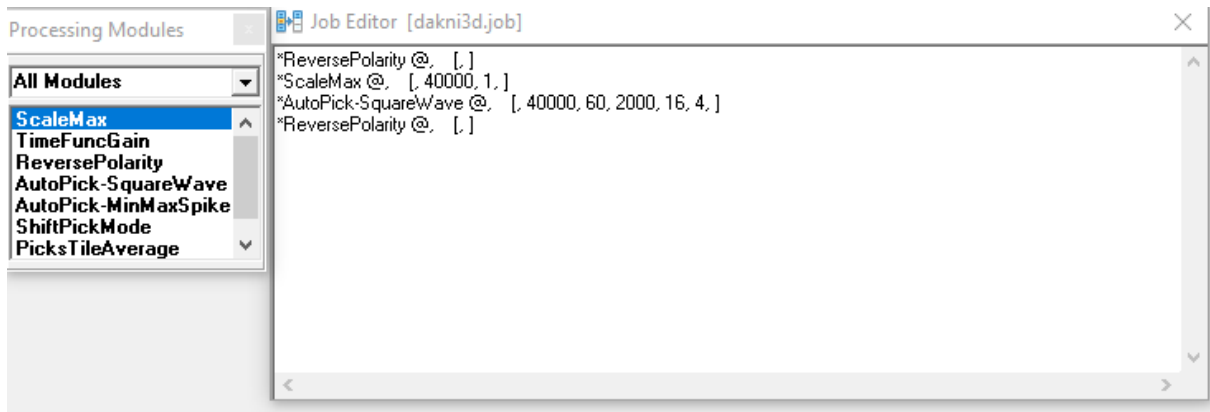 Processing Modules
x
All Modules
ScaleMax
TimeFuncGain
ReversePolarity
AutoPick-SquareWave
AutoPick-MinMaxSpike
ShiftPickMode
PicksTileAverage
Job Editor [dakni3d.job]
*ReversePolarity @, [, ]
*ScaleMax @, [, 40000, 1, ]
*AutoPick-SquareWave @, [, 40000, 60, 2000, 16, 4, ]
*ReversePolarity @, [, ]